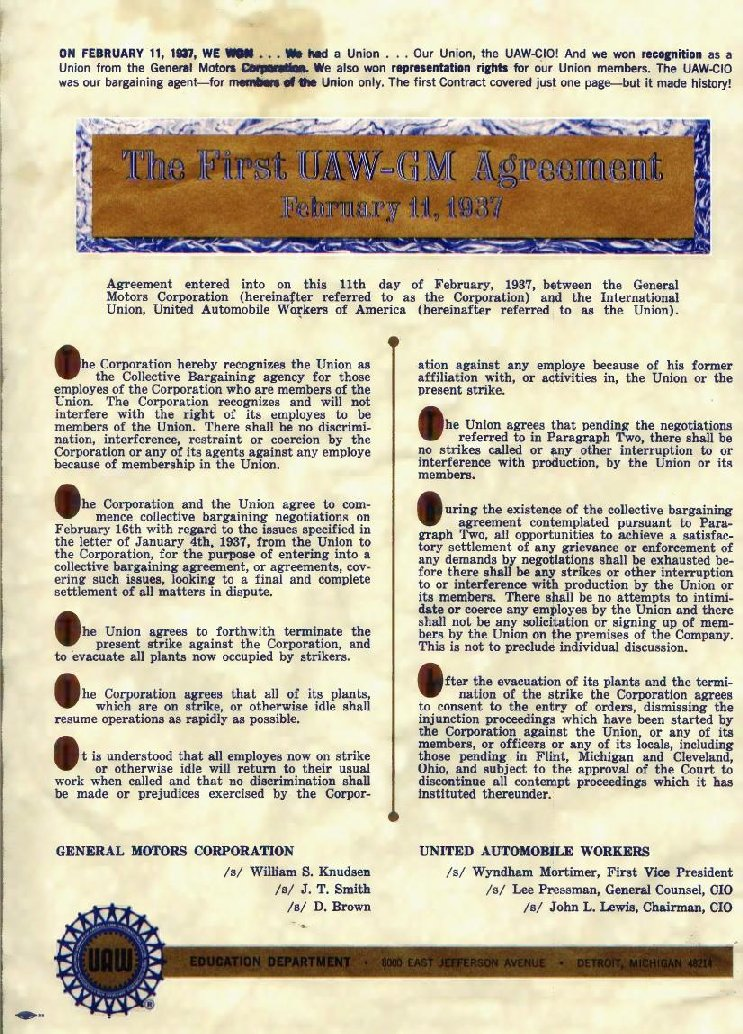 ON FEBRUARY 11, 1937, WE WON . . . We had a Union . . . Our Union, the UAW-CIO! And we won recognition as a
Union from the General Motors Corporation. We also won representation rights for our Union members. The UAW-CIO
was our bargaining agent—for members of the Union only. The first Contract covered just one page—but it made history!
The First UAW-GM Agreement
February 11, 1937
Agreement entered into on this 11th day of February, 1937, between the General
Motors Corporation (hereinafter referred to as the Corporation) and the International
Union, United Automobile Workers of America (hereinafter referred to as the Union).
The Corporation hereby recognizes the Union as
the Collective Bargaining agency for those
employes of the Corporation who are members of the
Union. The Corporation recognizes and will not
interfere with the right of its employes to be
members of the Union. There shall be no discrimi-
nation, interference, restraint or coercion by the
Corporation or any of its agents against any employe
because of membership in the Union.
The Corporation and the Union agree to com-
mence collective bargaining negotiations on
February 16th with regard to the issues specified in
the letter of January 4th, 1937, from the Union to
the Corporation, for the purpose of entering into a
collective bargaining agreement, or agreements, cov-
ering such issues, looking to a final and complete
settlement of all matters in dispute.
The Union agrees to forthwith terminate the
present strike against the Corporation, and
to evacuate all plants now occupied by strikers.
The Corporation agrees that all of its plants,
which are on strike, or otherwise idle shall
resume operations as rapidly as possible.
It is understood that all employes now on strike
or otherwise idle will return to their usual
work when called and that no discrimination shall
be made or prejudices exercised by the Corpor-
ation against any employe because of his former
affiliation with, or activities in, the Union or the
present strike.
The Union agrees that pending the negotiations
referred to in Paragraph Two, there shall be
no strikes called or any other interruption to or
interference with production, by the Union or its
members.
During the existence of the collective bargaining
agreement contemplated pursuant to Para-
graph Two, all opportunities to achieve a satisfac-
tory settlement of any grievance or enforcement of
any demands by negotiations shall be exhausted be-
fore there shall be any strikes or other interruption
to or interference with production by the Union or
its members. There shall be no attempts to intimi-
date or coerce any employes by the Union and there
shall not be any solicitation or signing up of mem-
bers by the Union on the premises of the Company.
This is not to preclude individual discussion.
After the evacuation of its plants and the termi-
nation of the strike the Corporation agrees
to consent to the entry of orders, dismissing the
injunction proceedings which have been started by
the Corporation against the Union, or any of its
members, or officers or any of its locals, including
those pending in Flint, Michigan and Cleveland,
Ohio, and subject to the approval of the Court to
discontinue all contempt proceedings which it has
instituted thereunder.
GENERAL MOTORS CORPORATION
/s/ William S. Knudsen
/s/ J. T. Smith
/s/ D. Brown
UNITED AUTOMOBILE WORKERS
/s/ Wyndham Mortimer, First Vice President
/s/ Lee Pressman, General Counsel, CIO
/s/ John L. Lewis, Chairman, CIO
UAW
®
EDUCATION DEPARTMENT • 8000 EAST JEFFERSON AVENUE • DETROIT, MICHIGAN 48214